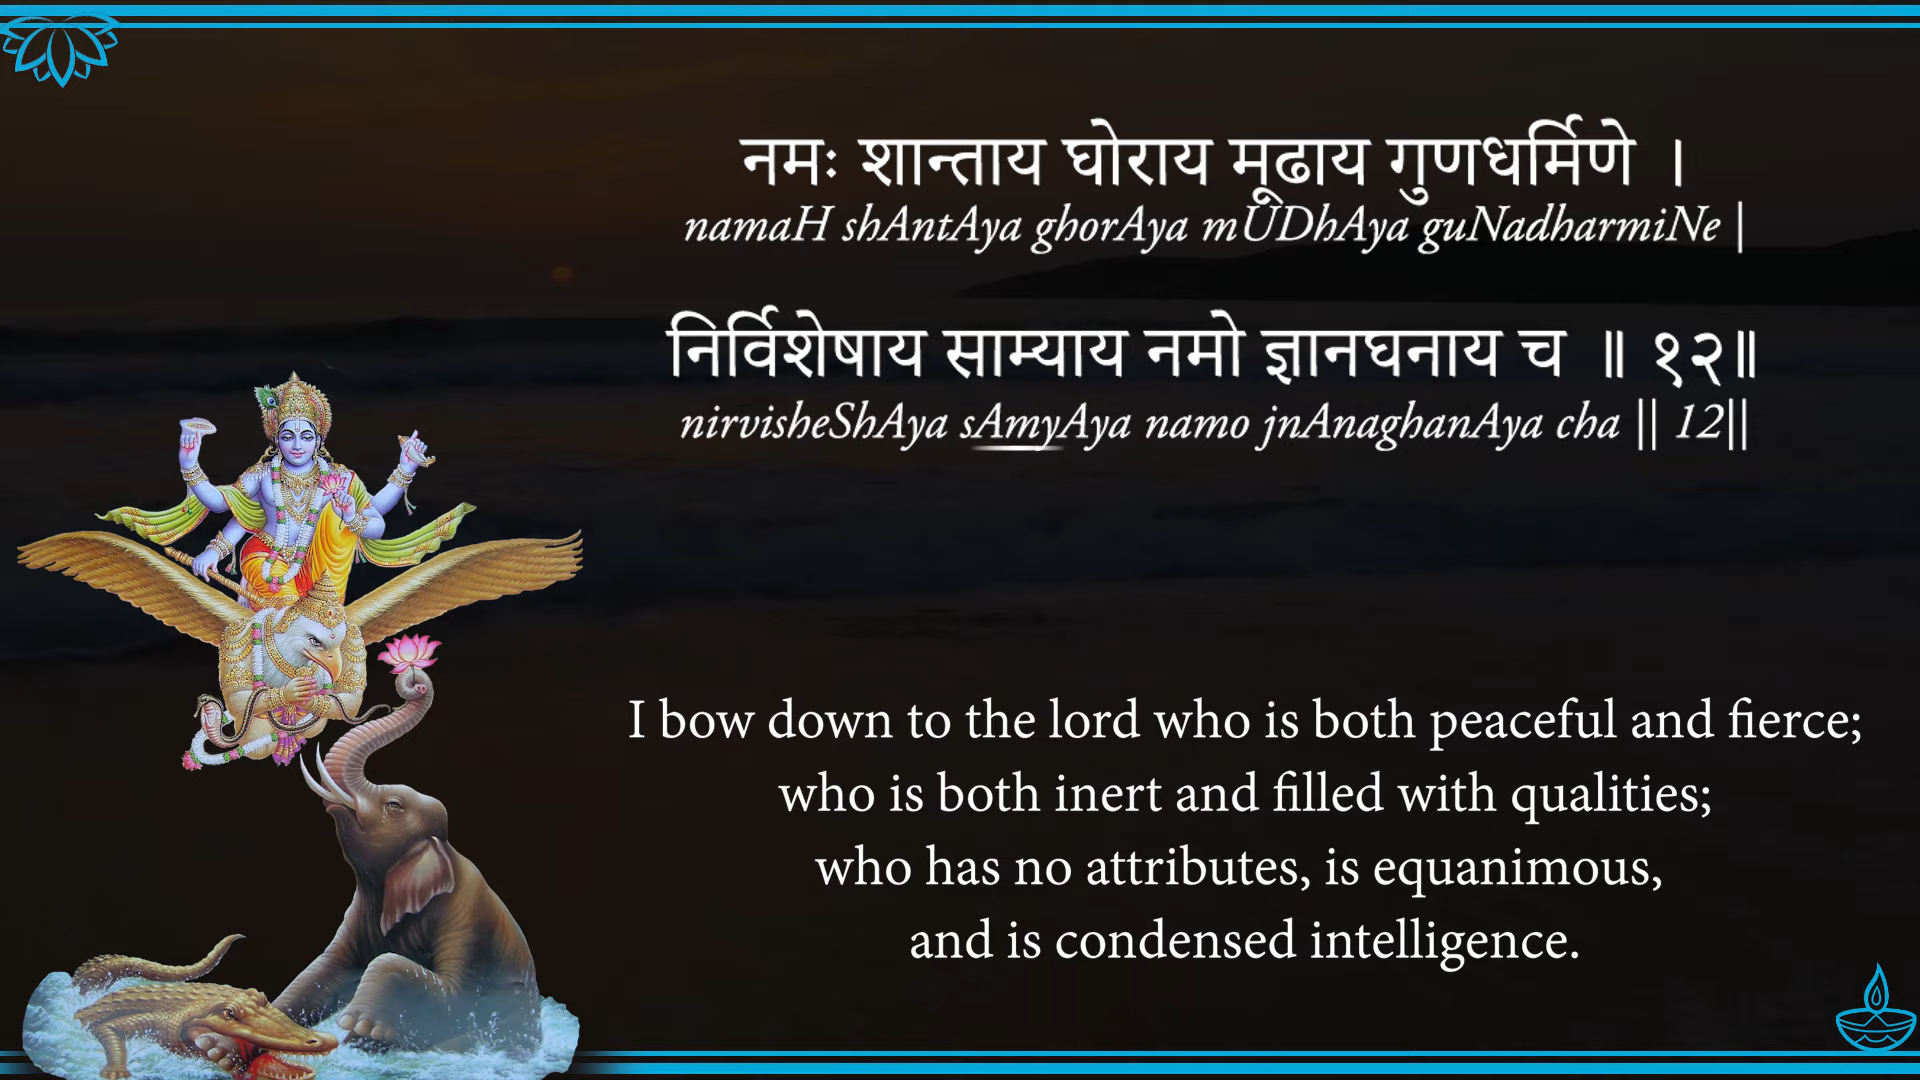 नमः शान्ताय घोराय मूढाय गुणधर्मिणे ।
namaH shAntAya ghorAya mUDhAya guNadharmiNe |
निर्विशेषाय साम्याय नमो ज्ञानघनाय च ॥ १२॥
nirvisheShAya sAmyAya namo jnAnaghanAya cha || 12||
I bow down to the lord who is both peaceful and fierce;
who is both inert and filled with qualities;
who has no attributes, is equanimous,
and is condensed intelligence.